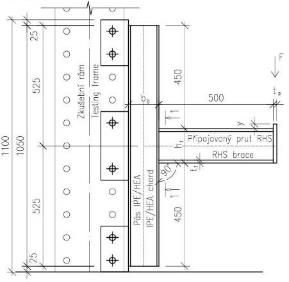 25
525
1100
1050
525
25
Zkušební rám
Testing frame
Pás IPE/HEA
IPE/HEA chord
450
450
500
F
Připojovaný prut RHS
RHS brace
90°